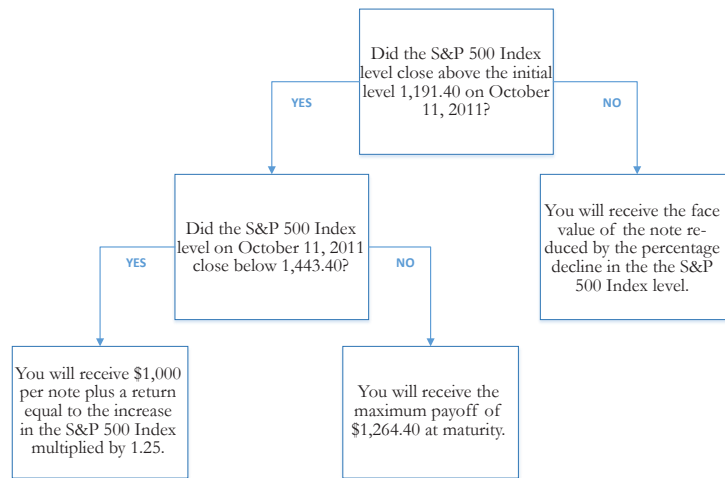 Did the S&P 500 Index
level close above the initial
level 1,191.40 on October
11, 2011?
YES
NO
Did the S&P 500 Index
level on October 11, 2011
close below 1,443.40?
You will receive the face
value of the note re-
duced by the percentage
decline in the the S&P
500 Index level.
YES
NO
You will receive $1,000
per note plus a return
equal to the increase
in the S&P 500 Index
multiplied by 1.25.
You will receive the
maximum payoff of
$1,264.40 at maturity.